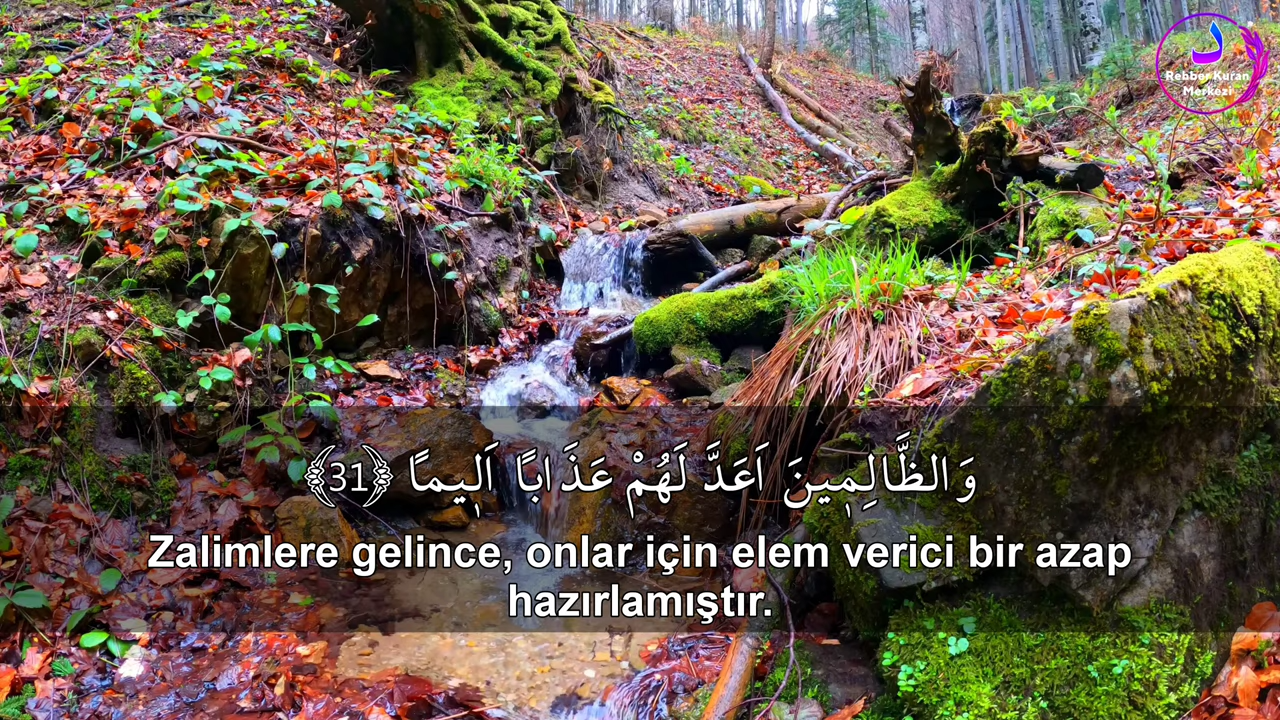 Rebber Kuran
Merkezi
وَالظَّالِمٖينَ اَعَدَّ لَهُمْ عَذَابًا اَلٖيمًا ﴿31﴾
Zalimlere gelince, onlar için elem verici bir azap
hazırlamıştır.